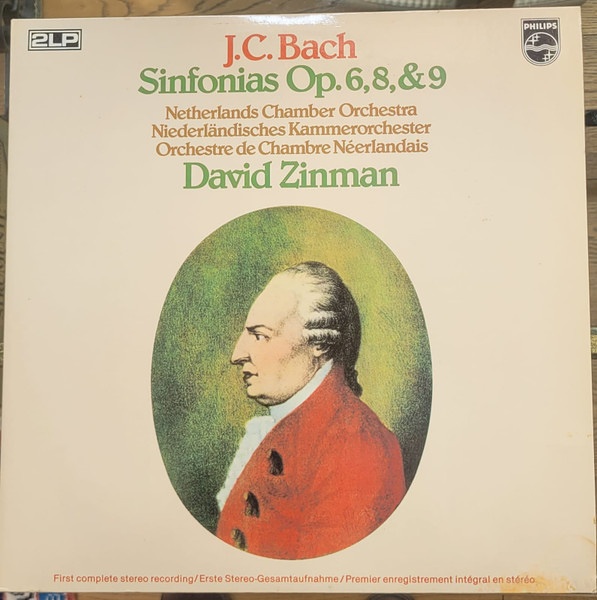 2LP
PHILIPS
J.C. Bach
Sinfonias Op. 6, 8, & 9
Netherlands Chamber Orchestra
Niederländisches Kammerorchester
Orchestre de Chambre Néerlandais
David Zinman
First complete stereo recording/Erste Stereo-Gesamtaufnahme/Premier enregistrement intégral en stéréo